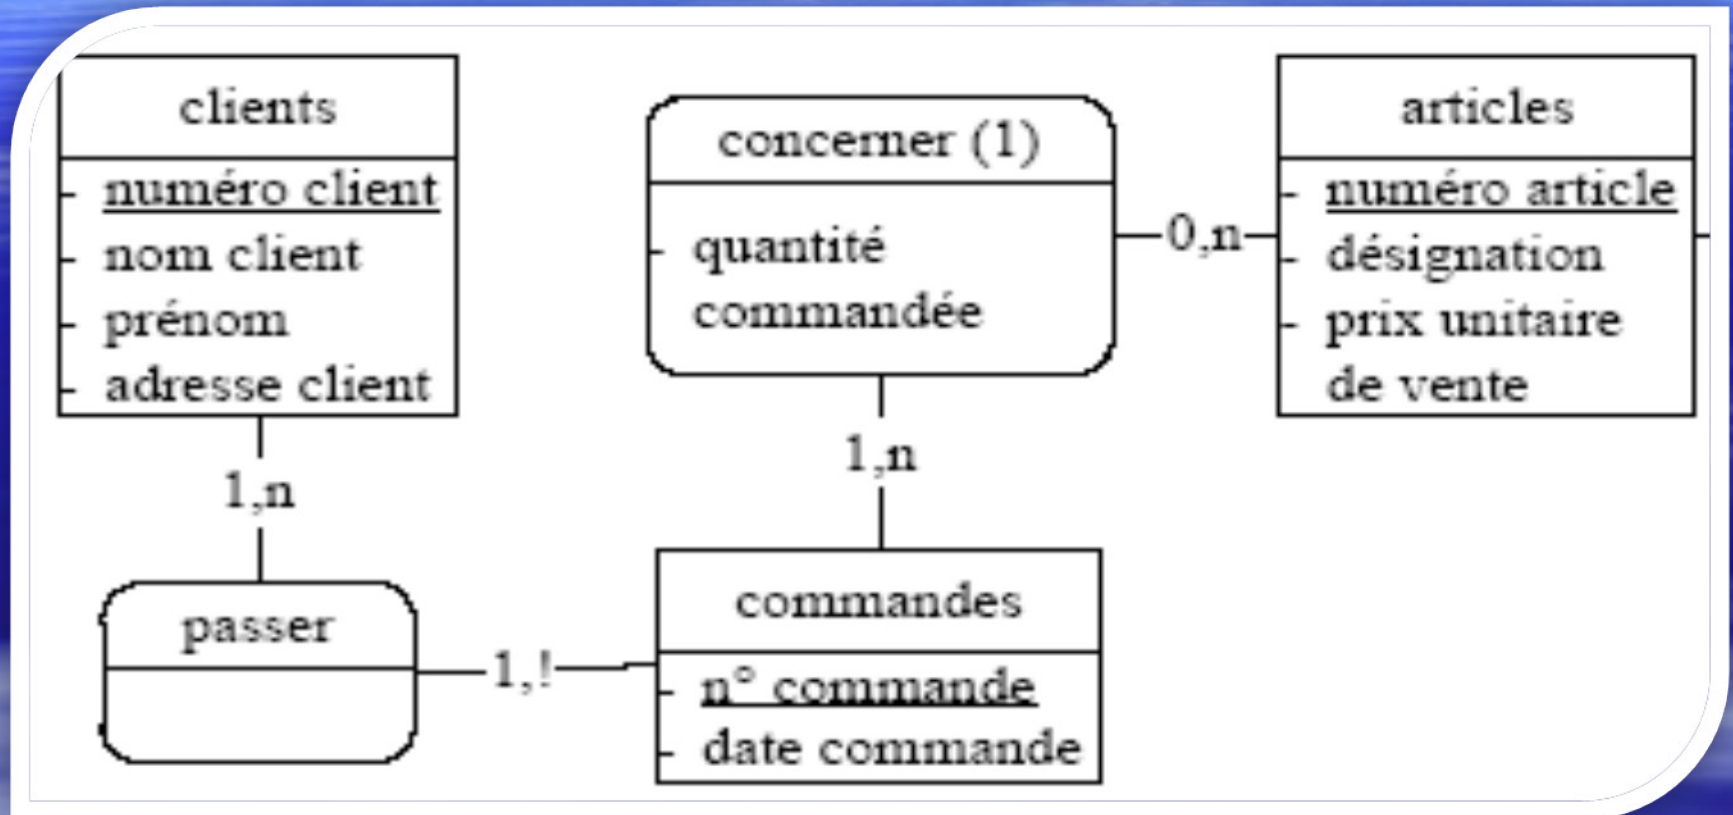 clients
- numéro client
- nom client
- prénom
- adresse client
1,n
passer
1,!
concerner (1)
- quantité
commandée
1,n
commandes
- n° commande
- date commande
0,n
articles
- numéro article
- désignation
- prix unitaire
de vente